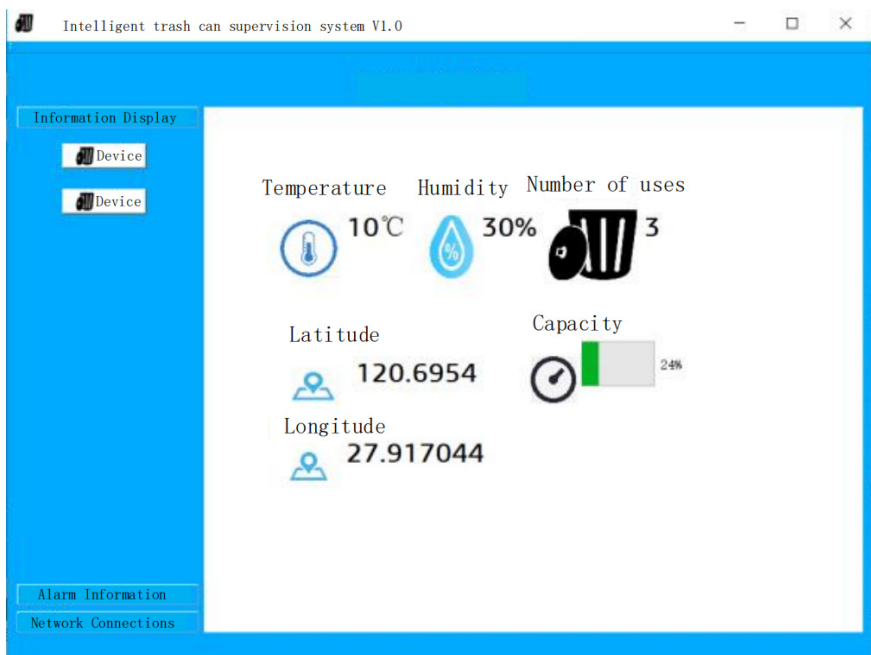 Intelligent trash can supervision system V1.0
Information Display
Device
Device
Temperature
Humidity
Number of uses
10℃
%
30%
3
Latitude
Capacity
120.6954
24%
Longitude
27.917044
Alarm Information
Network Connections